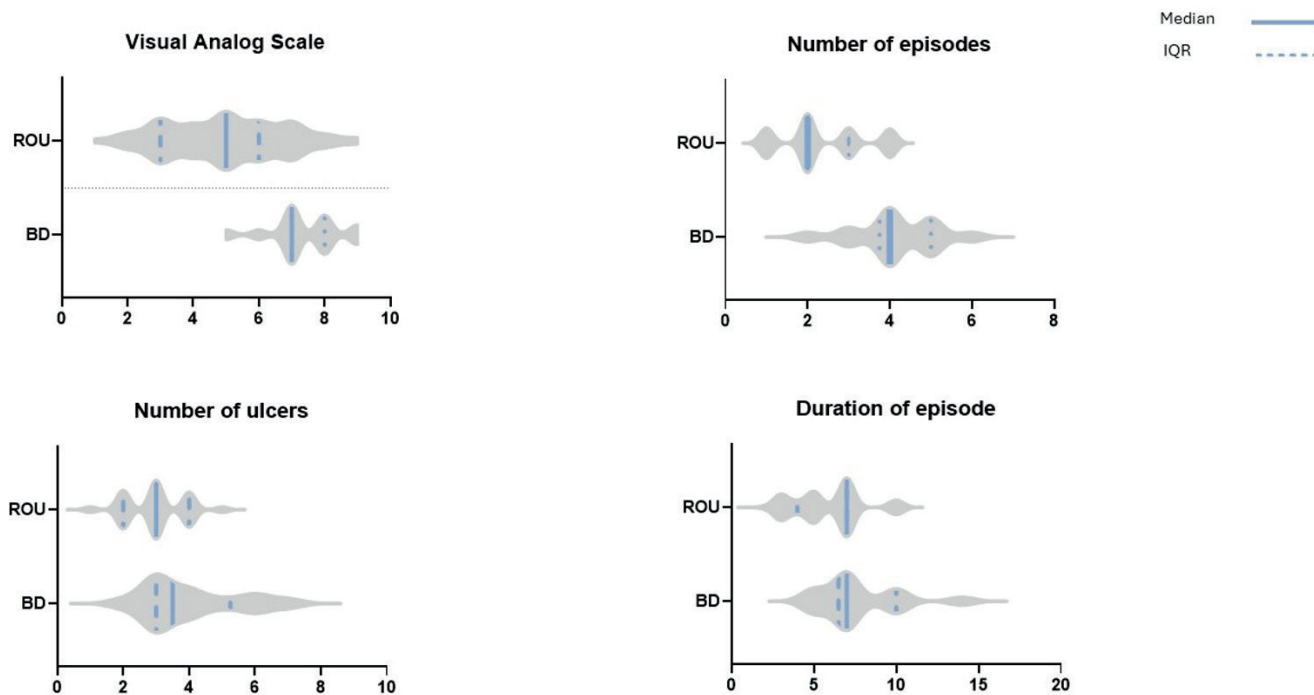 Median
IQR
Visual Analog Scale
ROU
BD
0 2 4 6 8 10
Number of episodes
ROU
BD
0 2 4 6 8
Number of ulcers
ROU
BD
0 2 4 6 8 10
Duration of episode
ROU
BD
0 5 10 15 20